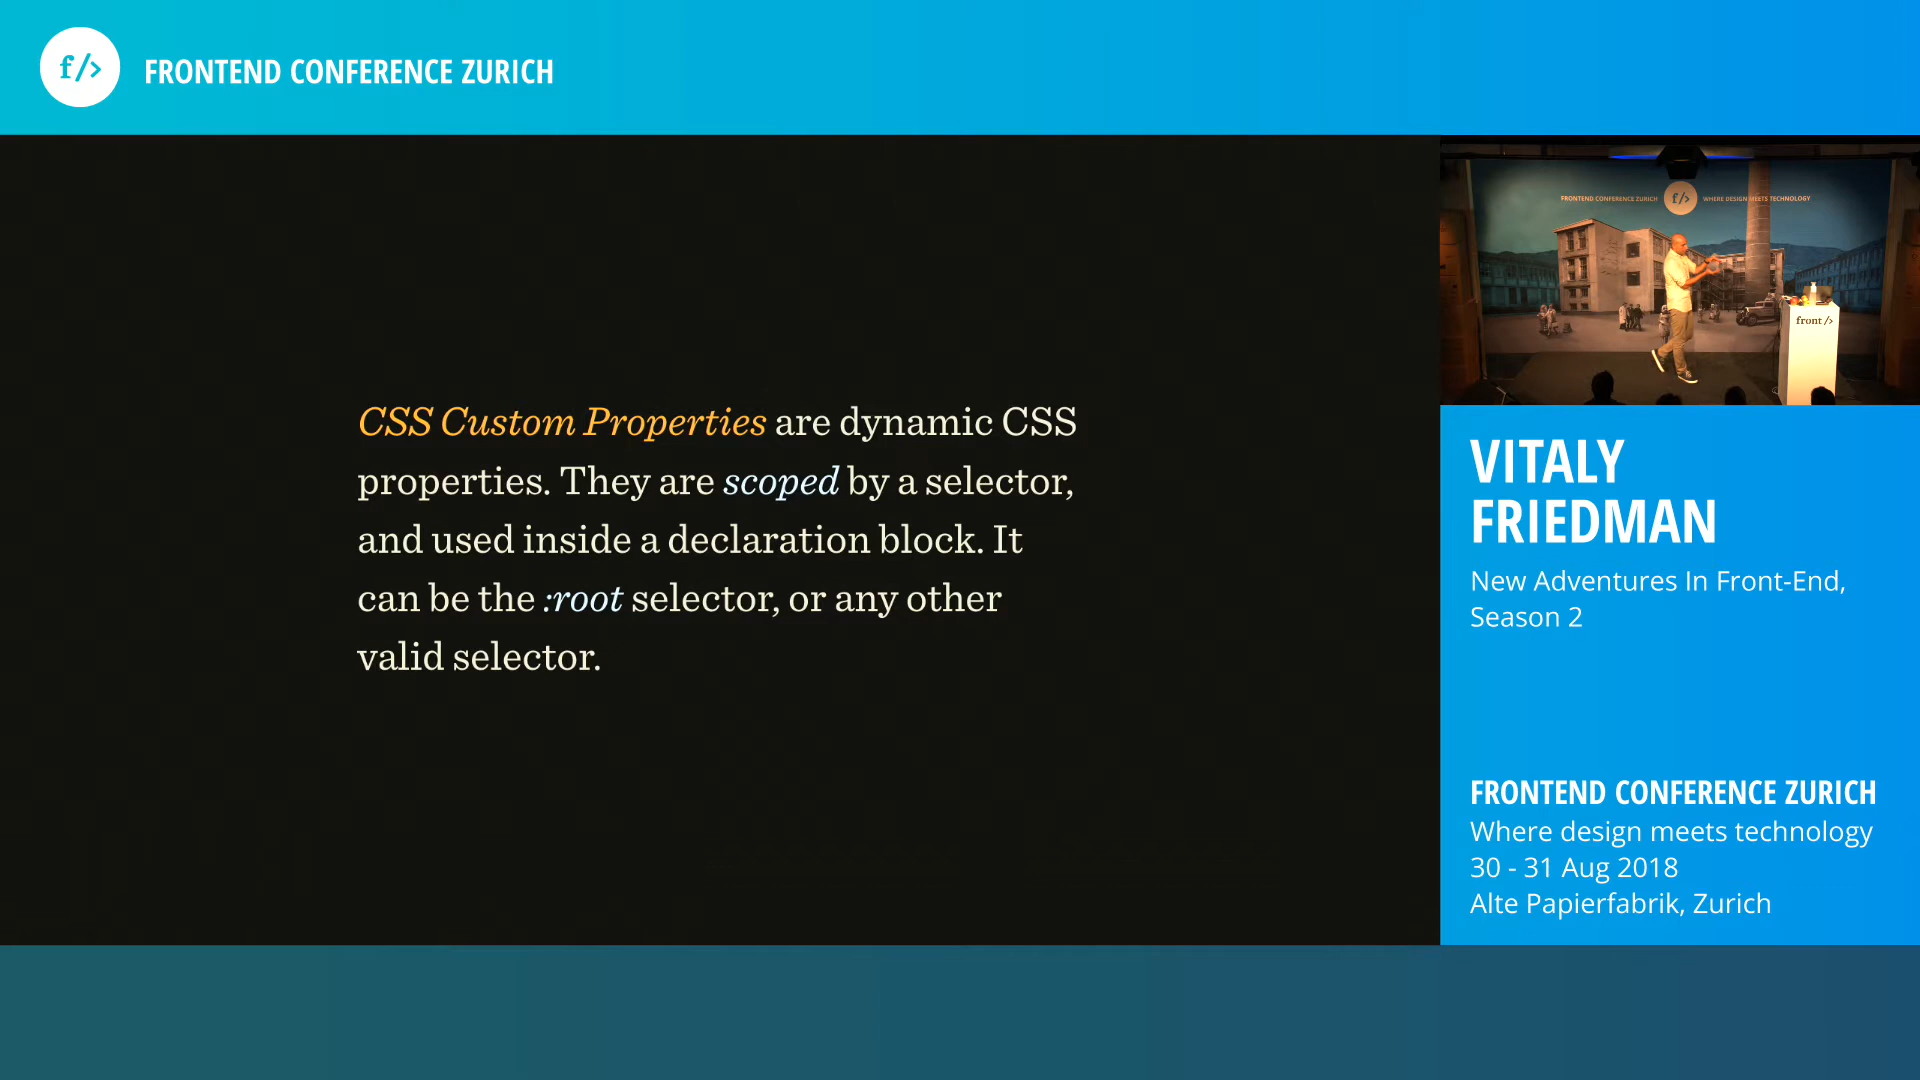 f/>
FRONTEND CONFERENCE ZURICH
FRONTEND CONFERENCE ZURICH f/> WHERE DESIGN MEETS TECHNOLOGY
front/>
CSS Custom Properties are dynamic CSS
properties. They are scoped by a selector,
and used inside a declaration block. It
can be the :root selector, or any other
valid selector.
VITALY
FRIEDMAN
New Adventures In Front-End,
Season 2
FRONTEND CONFERENCE ZURICH
Where design meets technology
30 - 31 Aug 2018
Alte Papierfabrik, Zurich